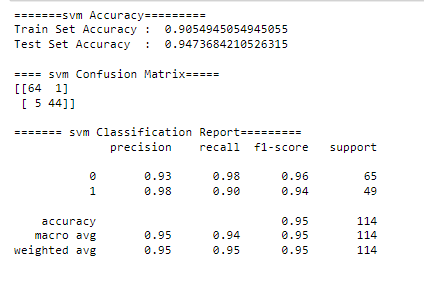 =======svm Accuracy=========
Train Set Accuracy :  0.9054945054945055
Test Set Accuracy  :  0.9473684210526315
==== svm Confusion Matrix=====
[[64  1]
 [ 5 44]]
======= svm Classification Report=========
              precision    recall  f1-score   support
           0       0.93      0.98      0.96        65
           1       0.98      0.90      0.94        49
    accuracy                           0.95       114
   macro avg       0.95      0.94      0.95       114
weighted avg       0.95      0.95      0.95       114